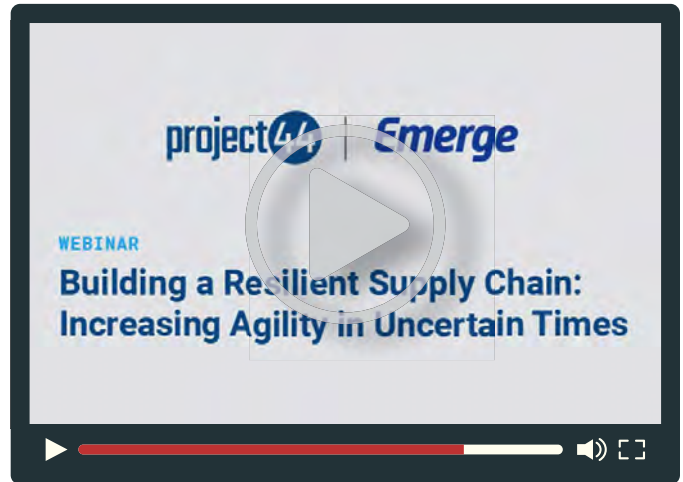 project44 | Emerge
WEBINAR
Building a Resilient Supply Chain:
Increasing Agility in Uncertain Times